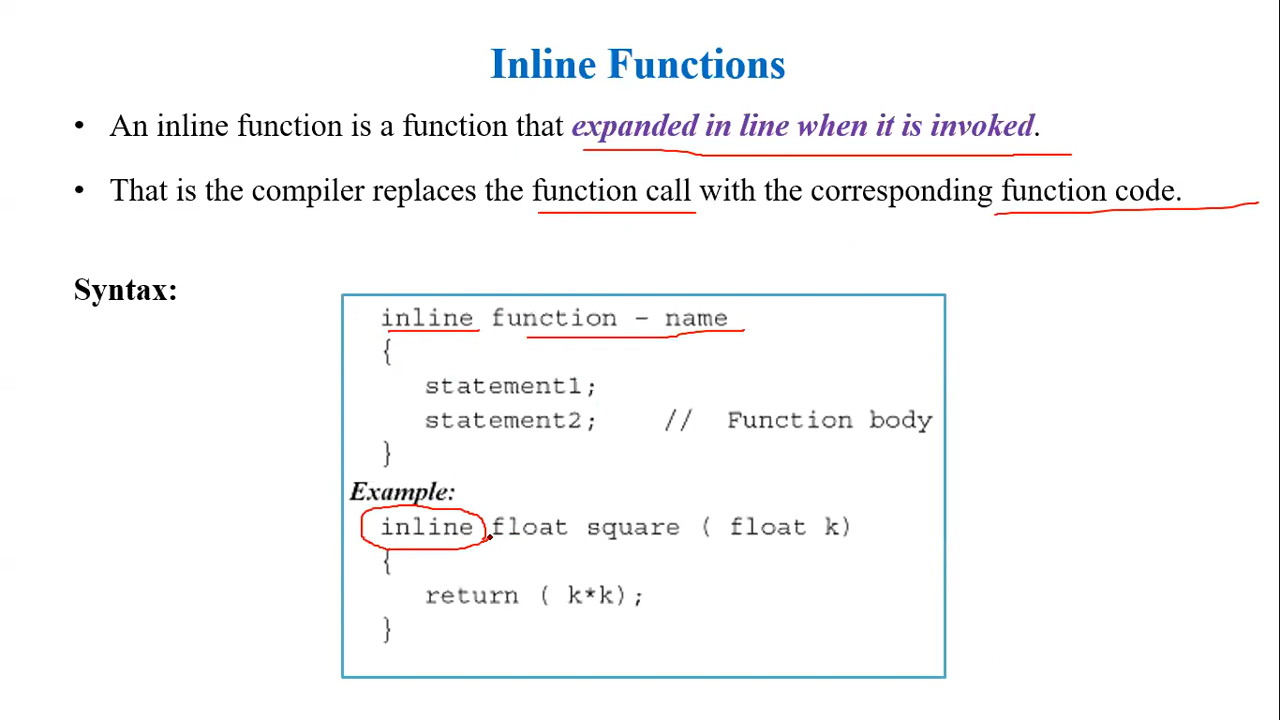 Inline Functions
• An inline function is a function that expanded in line when it is invoked.
• That is the compiler replaces the function call with the corresponding function code.
Syntax:
inline function - name
{
statement1;
statement2; // Function body
}
Example:
inline float square ( float k)
{
return ( k*k);
}